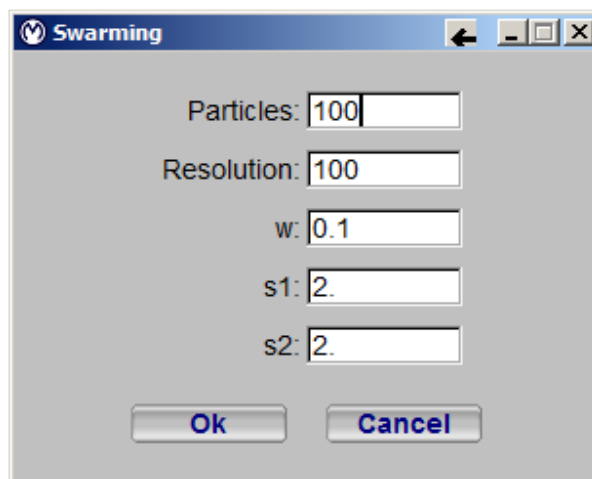 Swarming
Particles: 100
Resolution: 100
w: 0.1
s1: 2.
s2: 2.
Ok Cancel